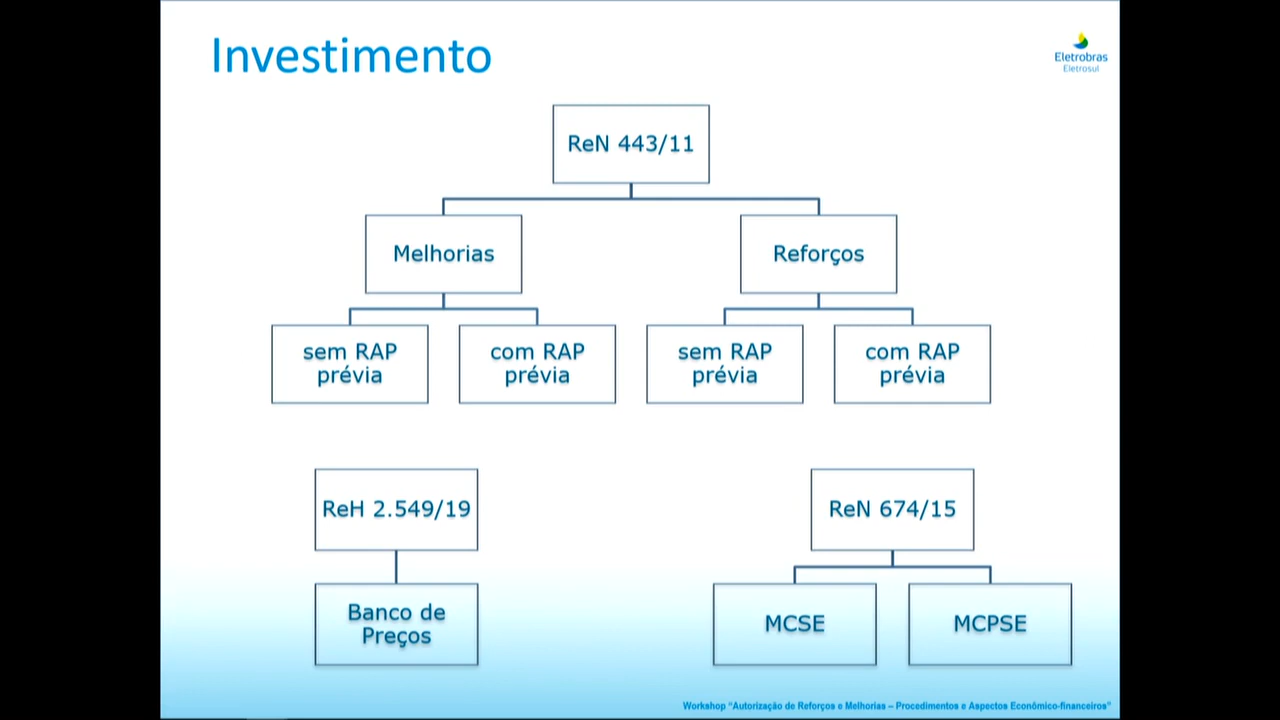 Investimento
Eletrobras
Eletrosul
ReN 443/11
Melhorias
Reforços
sem RAP
prévia
com RAP
prévia
sem RAP
prévia
com RAP
prévia
ReH 2.549/19
ReN 674/15
Banco de
Preços
MCSE
MCPSE
Workshop “Autorização de Reforços e Melhorias – Procedimentos e Aspectos Econômico-financeiros”